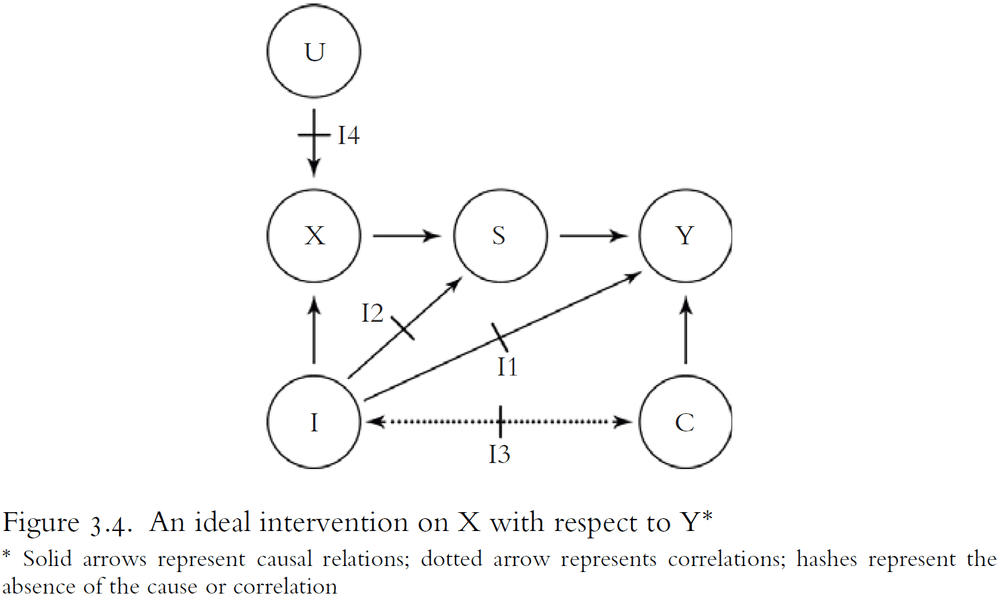 U
I4
X
S
Y
I2
I1
I
C
I3
Figure 3.4. An ideal intervention on X with respect to Y*
* Solid arrows represent causal relations; dotted arrow represents correlations; hashes represent the
absence of the cause or correlation